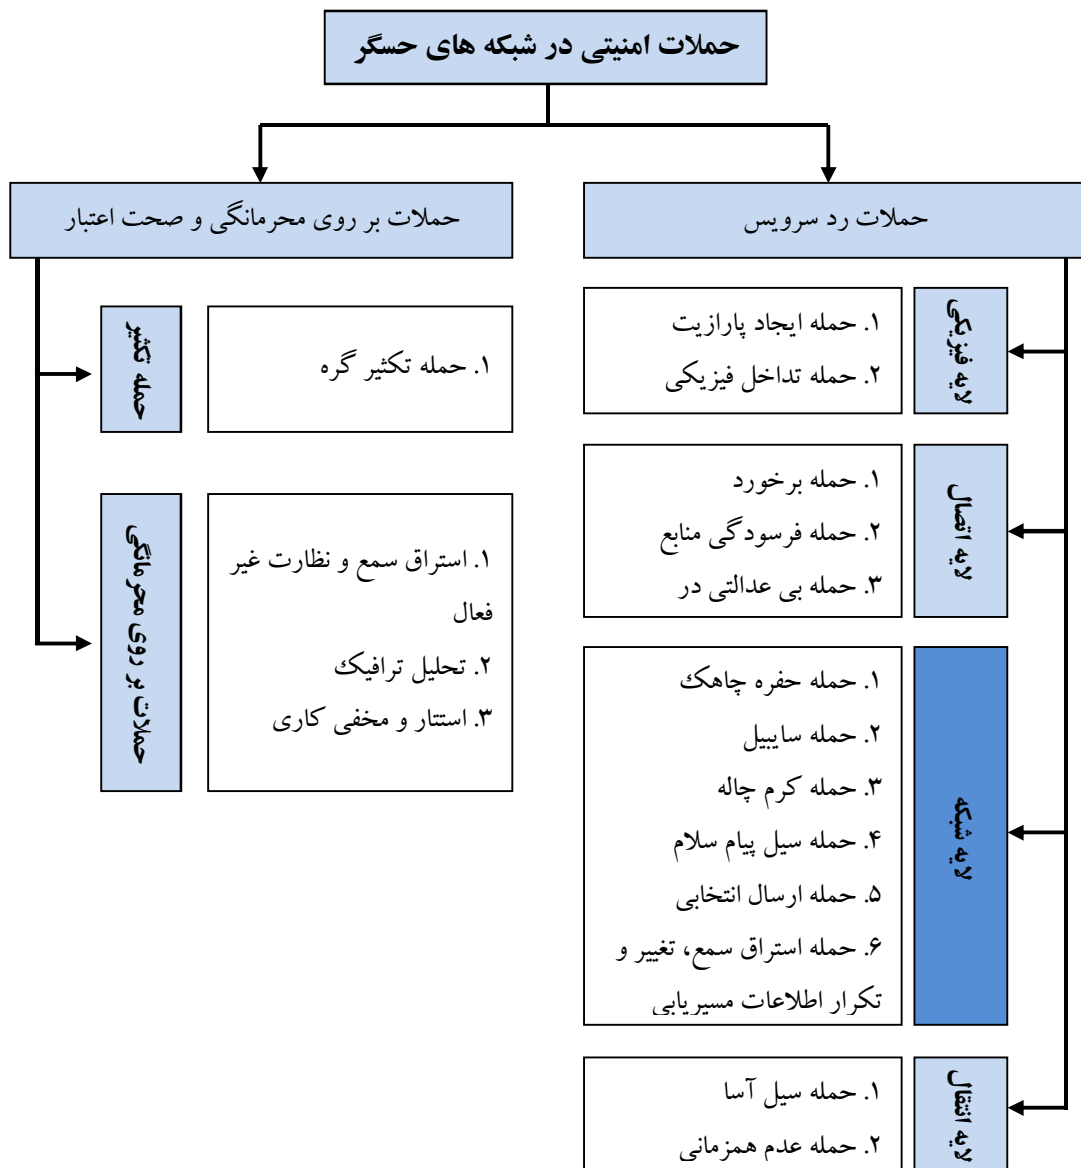 حملات امنیتی در شبکه های حسگر
حملات رد سرویس
لایه فیزیکی
۱. حمله ایجاد پارازیت
۲. حمله تداخل فیزیکی
لایه اتصال
۱. حمله برخورد
۲. حمله فرسودگی منابع
۳. حمله بی عدالتی در
لایه شبکه
۱. حمله حفره چاهک
۲. حمله سایبیل
۳. حمله کرم چاله
۴. حمله سیل پیام سلام
۵. حمله ارسال انتخابی
۶. حمله استراق سمع، تغییر و
تکرار اطلاعات مسیریابی
لایه انتقال
۱. حمله سیل آسا
۲. حمله عدم همزمانی
حملات بر روی محرمانگی و صحت اعتبار
حمله تکثیر
۱. حمله تکثیر گره
حملات بر روی محرمانگی
۱. استراق سمع و نظارت غیر
فعال
۲. تحلیل ترافیک
۳. استتار و مخفی کاری